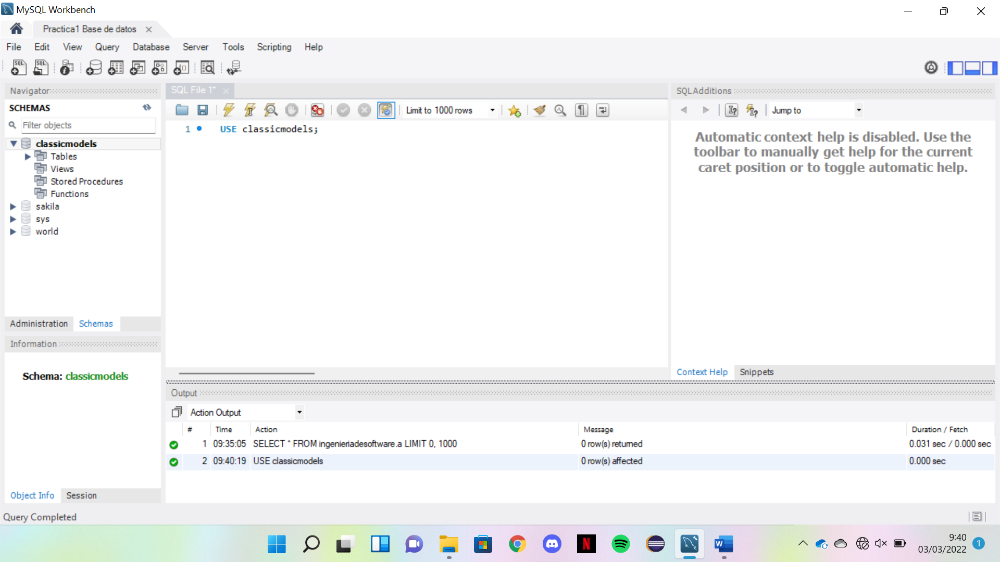 MySQL Workbench
Practica1 Base de datos
File Edit View Query Database Server Tools Scripting Help
Navigator
SCHEMAS
Filter objects
classicmodels
Tables
Views
Stored Procedures
Functions
sakila
sys
world
Administration Schemas
Information
Schema: classicmodels
Object Info Session
SQL File 1*
Limit to 1000 rows
1 USE classicmodels;
SQLAdditions
Jump to
Automatic context help is disabled. Use the
toolbar to manually get help for the current
caret position or to toggle automatic help.
Context Help Snippets
Output
Action Output
# Time Action Message Duration / Fetch
1 09:35:05 SELECT * FROM ingenieriadesoftware.a LIMIT 0, 1000 0 row(s) returned 0.031 sec / 0.000 sec
2 09:40:19 USE classicmodels 0 row(s) affected 0.000 sec
Query Completed
9:40
03/03/2022
1